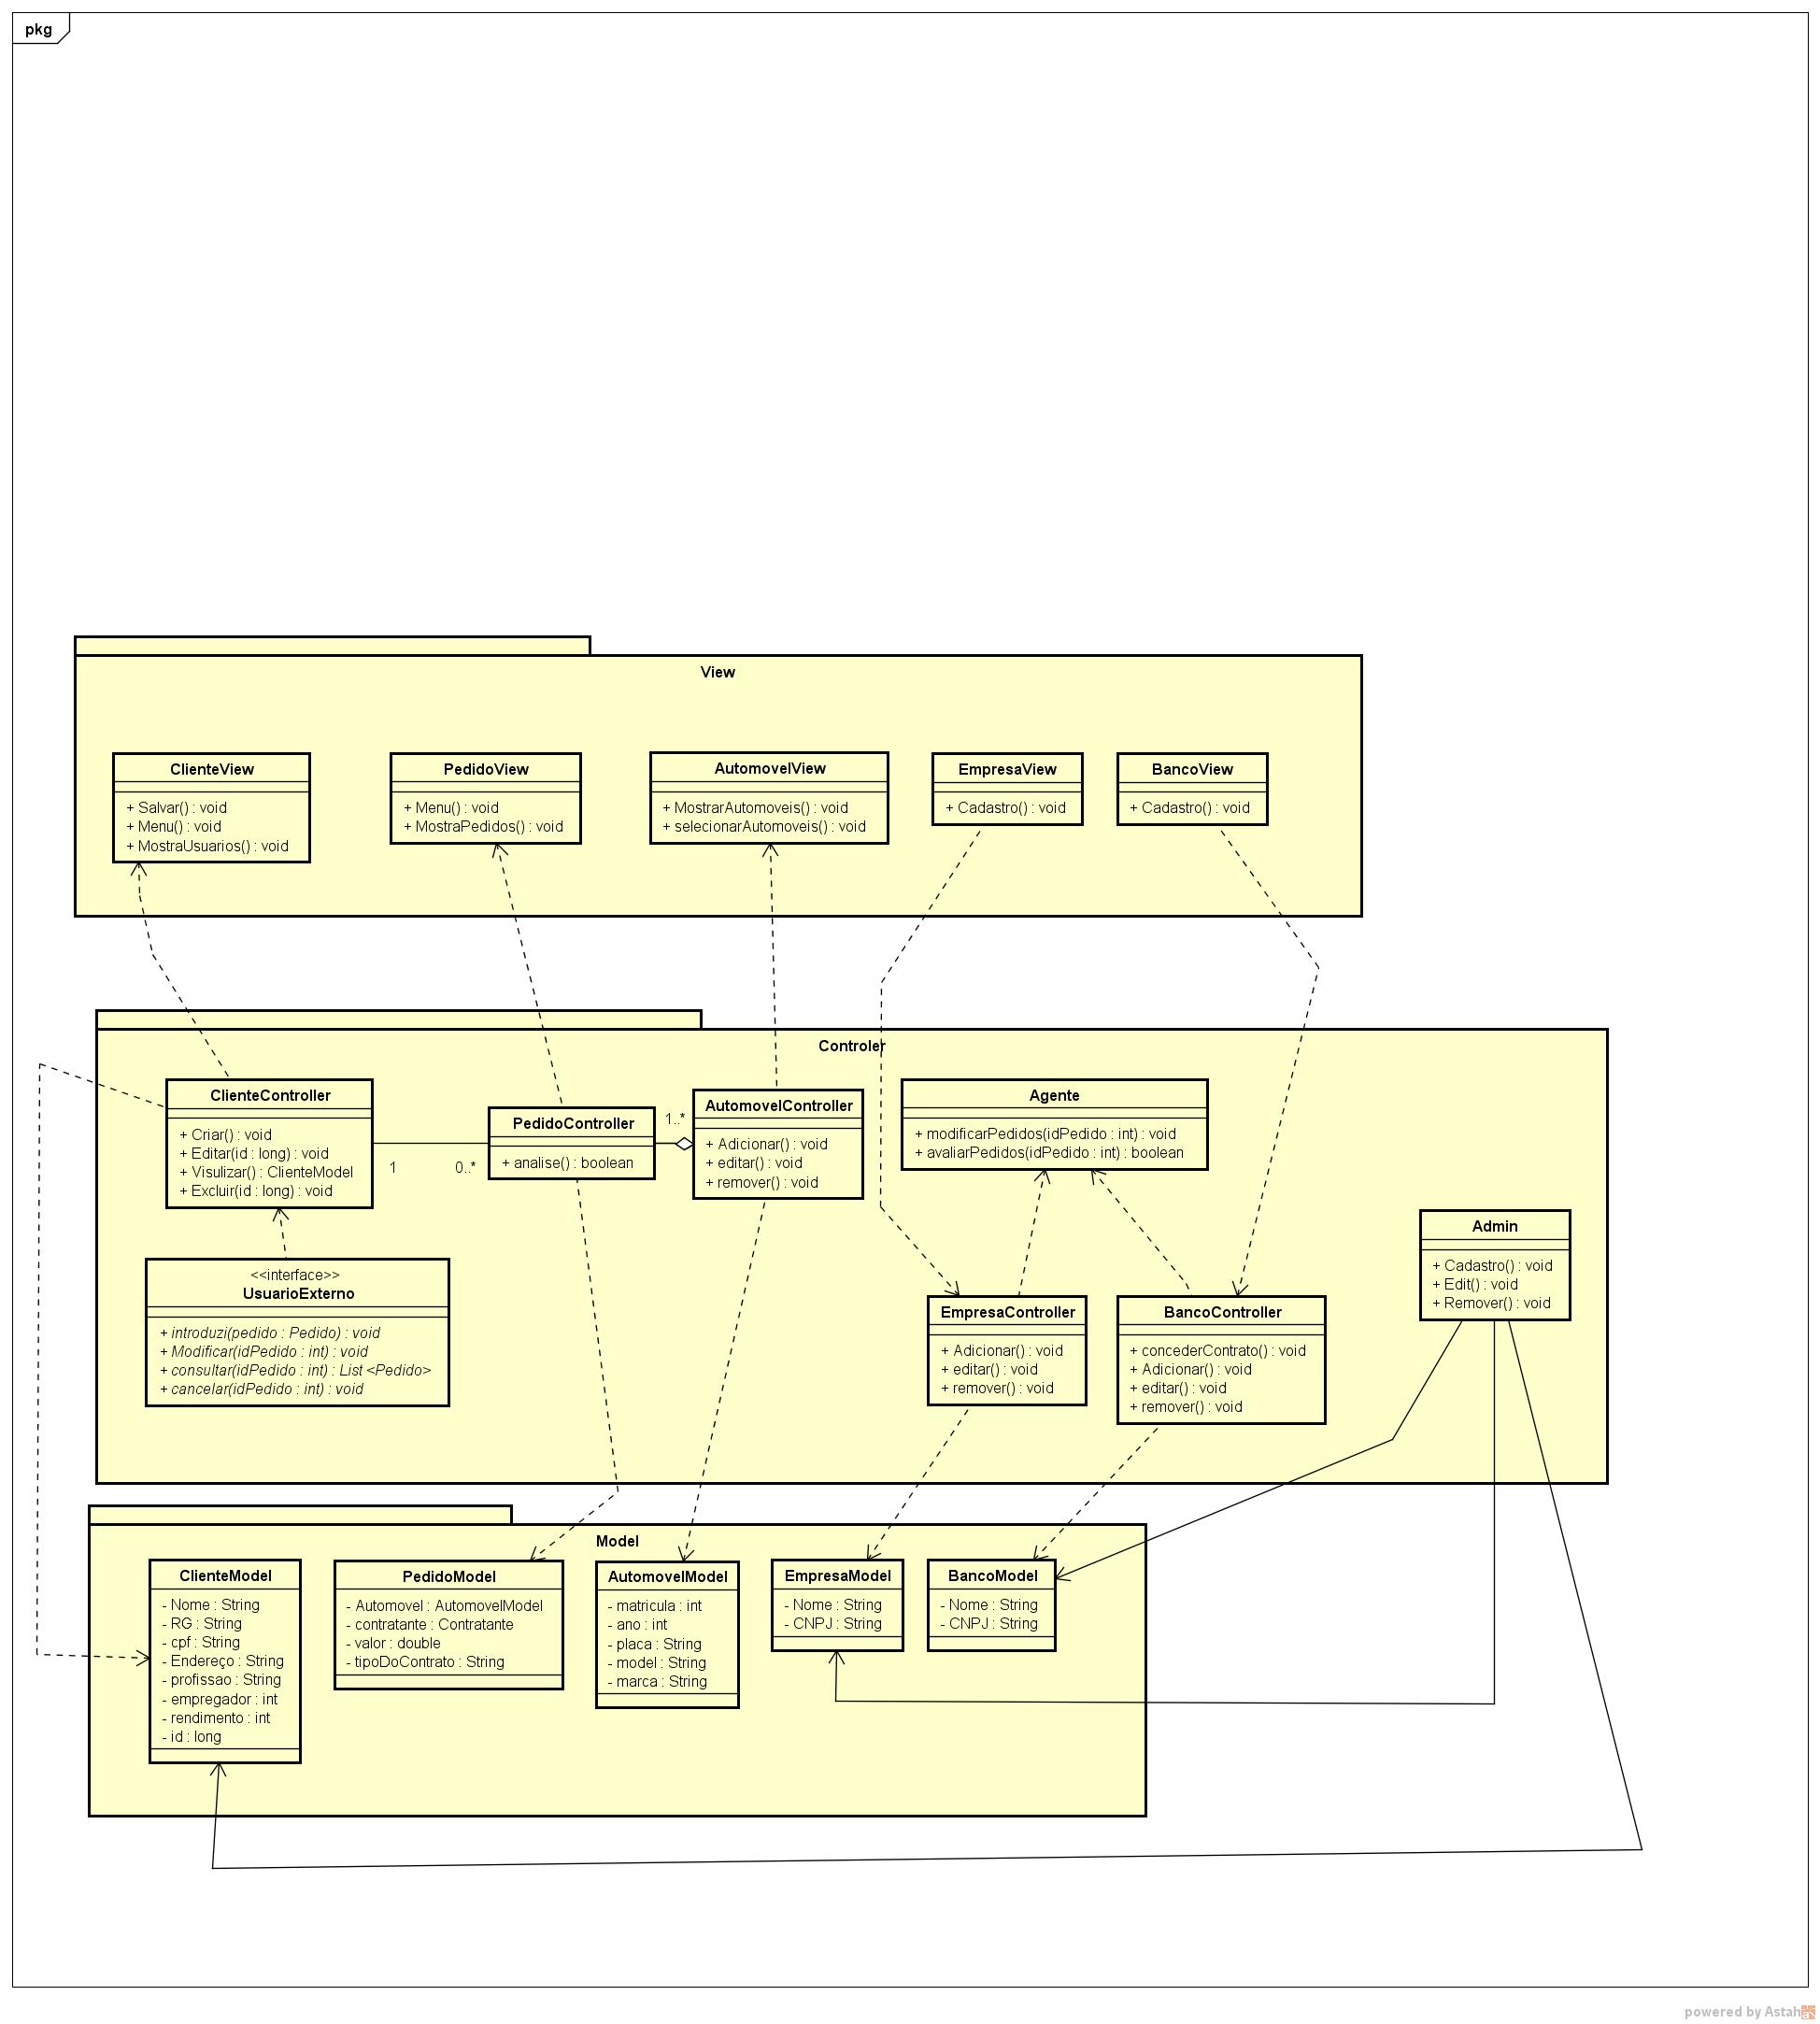 pkg
View
ClienteView
+ Salvar() : void
+ Menu() : void
+ MostraUsuarios() : void
PedidoView
+ Menu() : void
+ MostraPedidos() : void
AutomovelView
+ MostrarAutomoveis() : void
+ selecionarAutomoveis() : void
EmpresaView
+ Cadastro() : void
BancoView
+ Cadastro() : void
Controler
ClienteController
+ Criar() : void
+ Editar(id : long) : void
+ Visulizar() : ClienteModel
+ Excluir(id : long) : void
1
0..*
PedidoController
+ analise() : boolean
1..*
AutomovelController
+ Adicionar() : void
+ editar() : void
+ remover() : void
Agente
+ modificarPedidos(idPedido : int) : void
+ avaliarPedidos(idPedido : int) : boolean
Admin
+ Cadastro() : void
+ Edit() : void
+ Remover() : void
<<interface>>
UsuarioExterno
+ introduzi(pedido : Pedido) : void
+ Modificar(idPedido : int) : void
+ consultar(idPedido : int) : List <Pedido>
+ cancelar(idPedido : int) : void
EmpresaController
+ Adicionar() : void
+ editar() : void
+ remover() : void
BancoController
+ concederContrato() : void
+ Adicionar() : void
+ editar() : void
+ remover() : void
Model
ClienteModel
- Nome : String
- RG : String
- cpf : String
- Endereço : String
- profissao : String
- empregador : int
- rendimento : int
- id : long
PedidoModel
- Automovel : AutomovelModel
- contratante : Contratante
- valor : double
- tipoDoContrato : String
AutomovelModel
- matricula : int
- ano : int
- placa : String
- model : String
- marca : String
EmpresaModel
- Nome : String
- CNPJ : String
BancoModel
- Nome : String
- CNPJ : String
powered by Astah